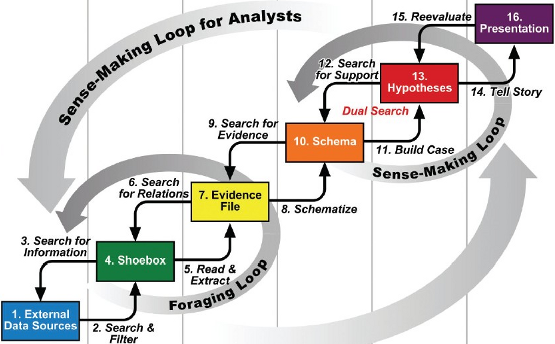 Sense-Making Loop for Analysts
15. Reevaluate
16.
Presentation
12. Search
for Support
13.
Hypotheses
14. Tell Story
Dual Search
9. Search for
Evidence
10. Schema
11. Build Case
Sense-Making Loop
6. Search
for Relations
7. Evidence
File
8. Schematize
3. Search for
Information
4. Shoebox
5. Read &
Extract
Foraging Loop
1. External
Data Sources
2. Search &
Filter